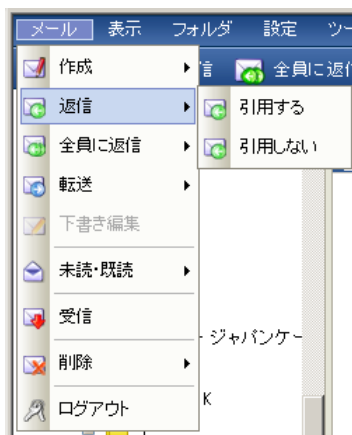 メール 表示 フォルダ 設定 ツー
作成
信 全員に返信
返信
引用する
全員に返信
引用しない
転送
下書き編集
未読・既読
受信
ジャパンケー
削除
K
ログアウト